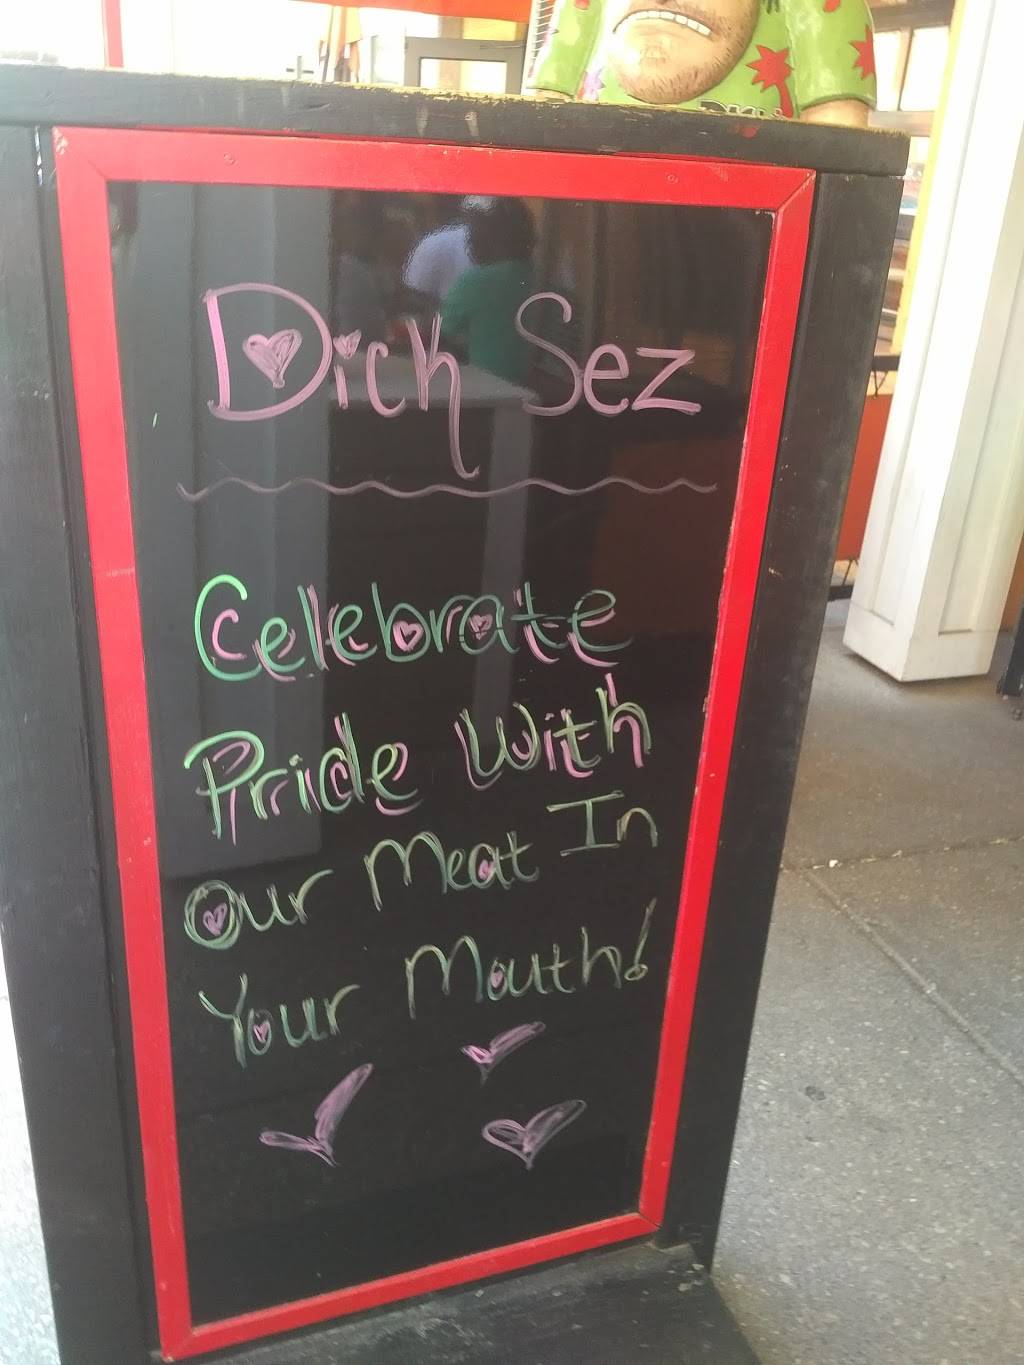 Dick Sez
Celebrate
Pride With
Our Meat In
Your Mouth!